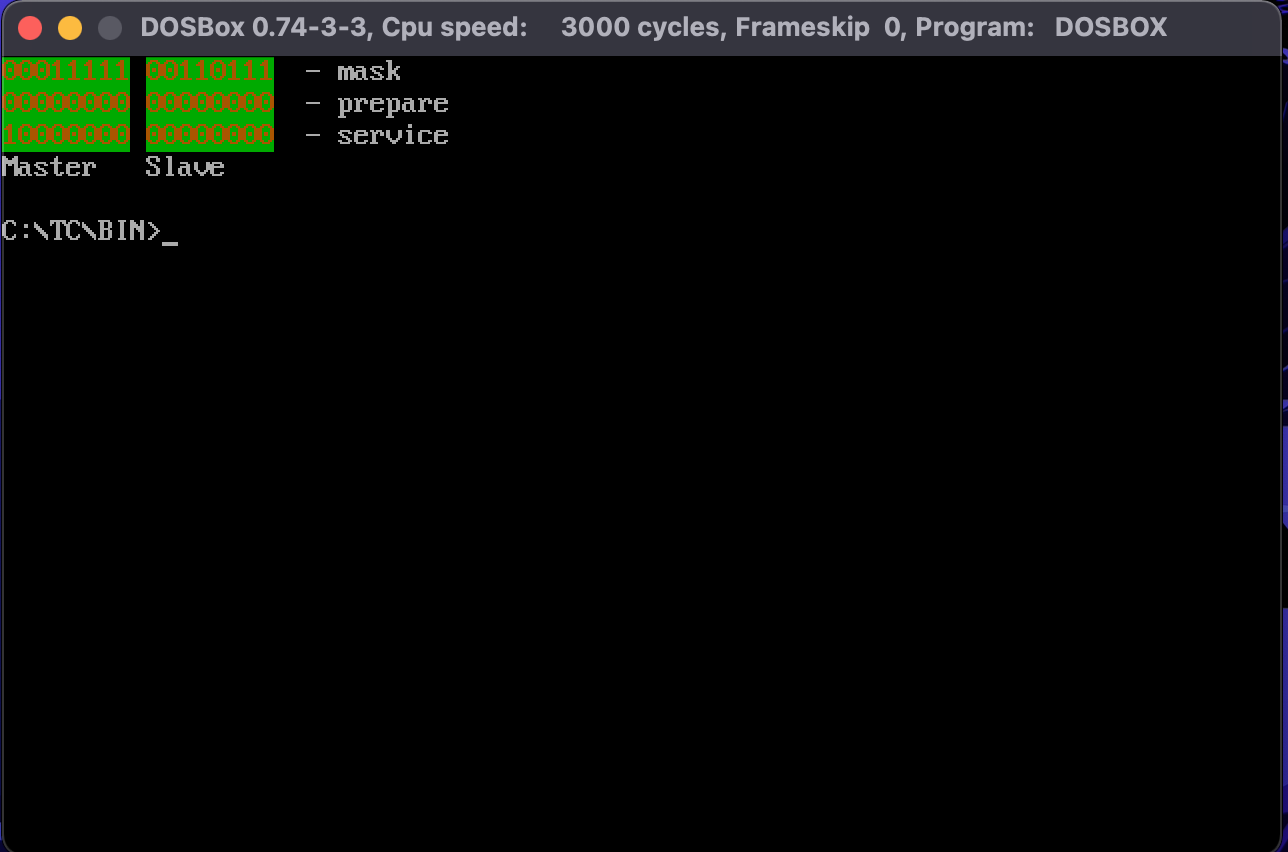 DOSBox 0.74-3-3, Cpu speed: 3000 cycles, Frameskip 0, Program: DOSBOX
00011111 00110111 - mask
00000000 00000000 - prepare
10000000 00000000 - service
Master Slave
C:\TC\BIN>_